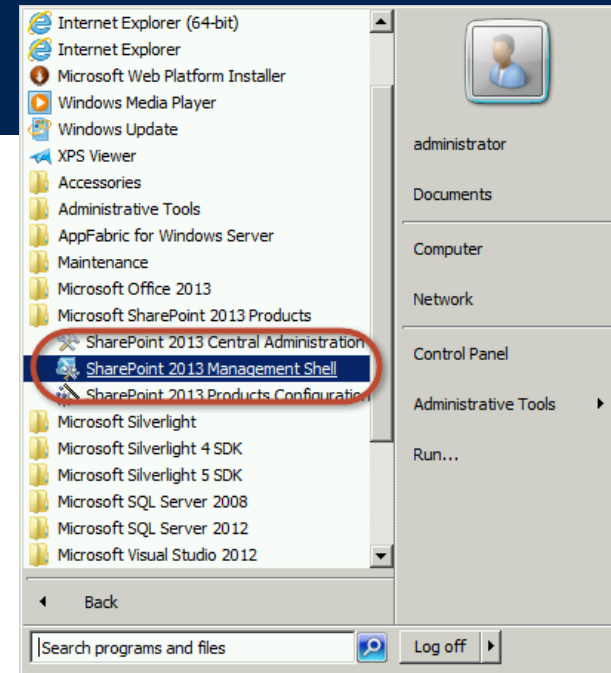 Internet Explorer (64-bit)
Internet Explorer
Microsoft Web Platform Installer
Windows Media Player
Windows Update
XPS Viewer
Accessories
Administrative Tools
AppFabric for Windows Server
Maintenance
Microsoft Office 2013
Microsoft SharePoint 2013 Products
SharePoint 2013 Central Administration
SharePoint 2013 Management Shell
SharePoint 2013 Products Configuration
Microsoft Silverlight
Microsoft Silverlight 4 SDK
Microsoft Silverlight 5 SDK
Microsoft SQL Server 2008
Microsoft SQL Server 2012
Microsoft Visual Studio 2012
Back
Search programs and files
administrator
Documents
Computer
Network
Control Panel
Administrative Tools
Run...
Log off